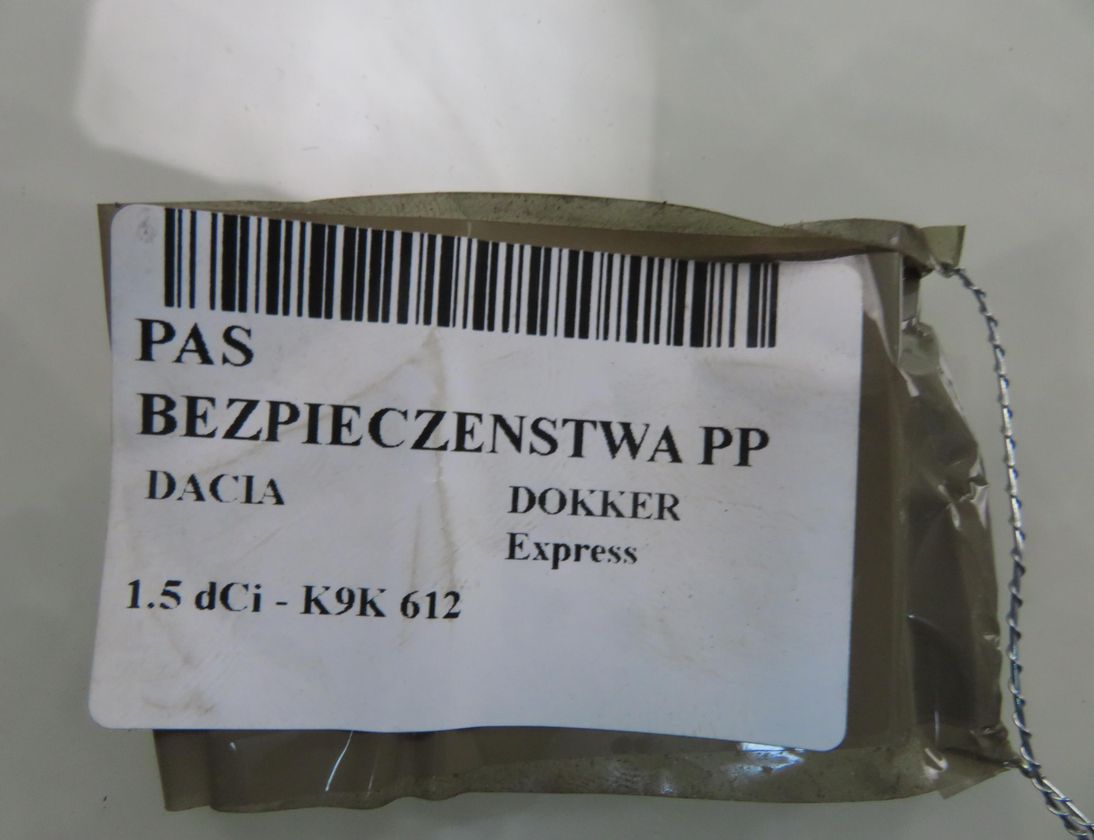 PAS
BEZPIECZENSTWA PP
DACIA DOKKER
Express
1.5 dCi - K9K 612